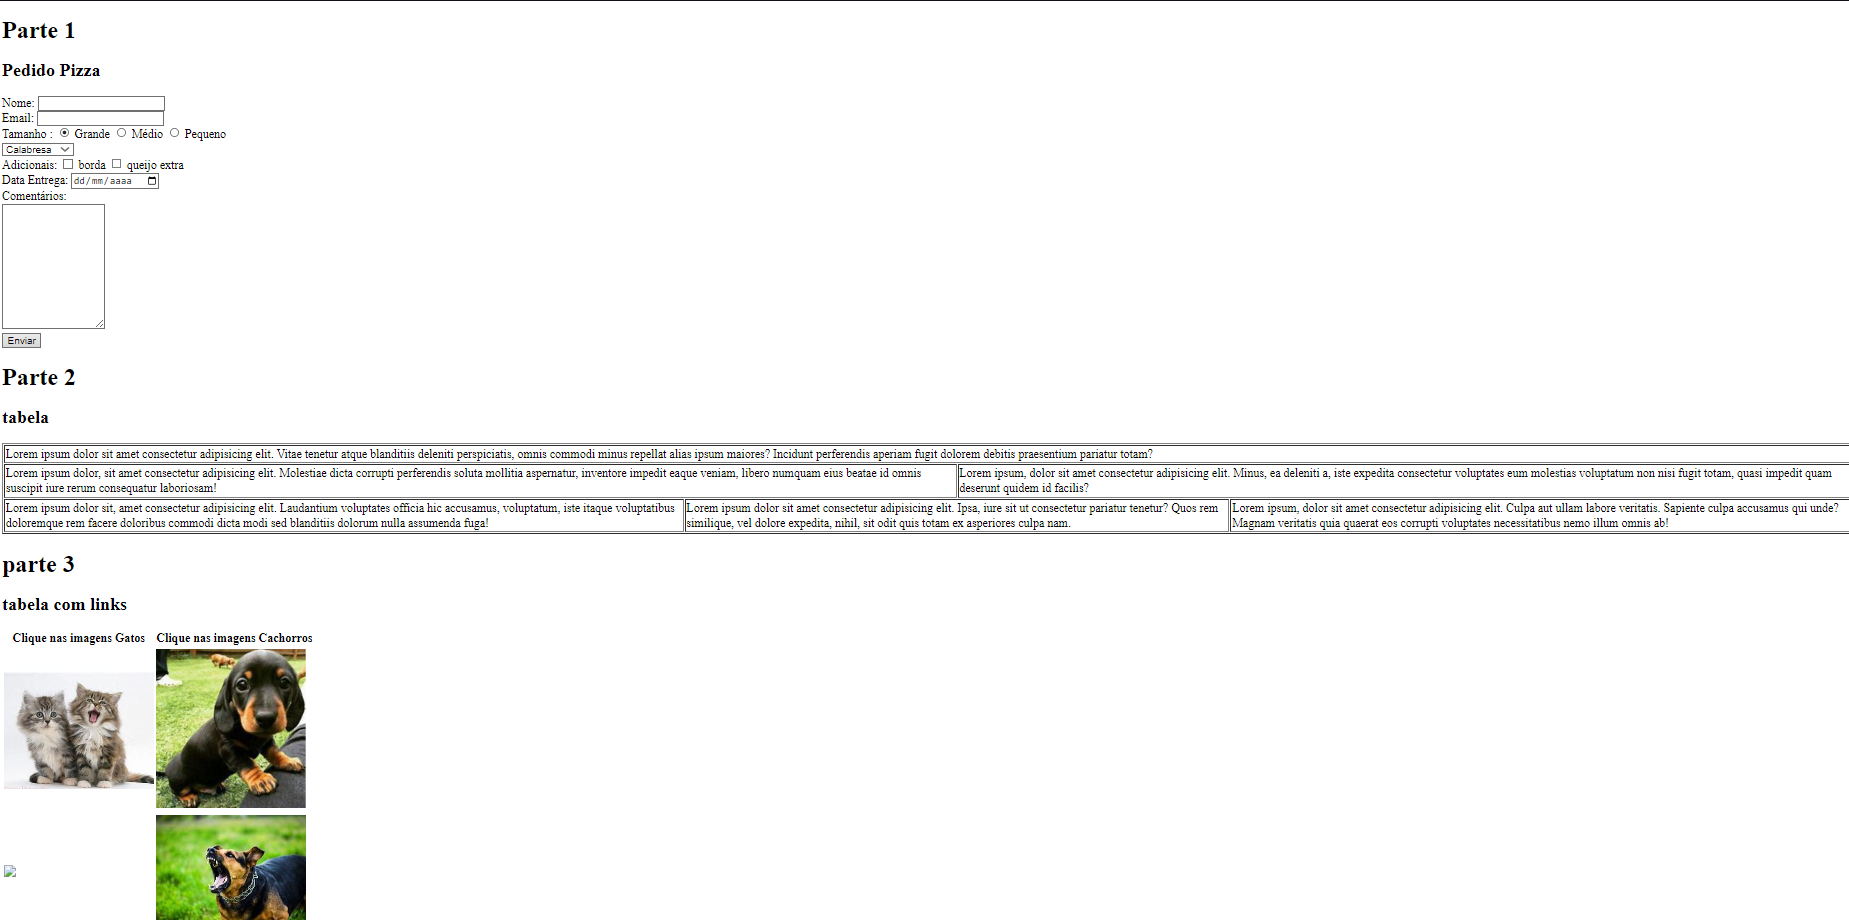 Parte 1
Pedido Pizza
Nome:
Email:
Tamanho : Grande Médio Pequeno
Calabresa
Adicionais: borda queijo extra
Data Entrega: dd/mm/aaaa
Comentários:
Enviar
Parte 2
tabela
Lorem ipsum dolor sit amet consectetur adipisicing elit. Vitae tenetur atque blanditiis deleniti perspiciatis, omnis commodi minus repellat alias ipsum maiores? Incidunt perferendis aperiam fugit dolorem debitis praesentium pariatur totam?
Lorem ipsum dolor, sit amet consectetur adipisicing elit. Molestiae dicta corrupti perferendis soluta mollitia aspernatur, inventore impedit eaque veniam, libero numquam eius beatae id omnis
suscipit iure rerum consequatur laboriosam!
Lorem ipsum, dolor sit amet consectetur adipisicing elit. Minus, ea deleniti a, iste expedita consectetur voluptates eum molestias voluptatum non nisi fugit totam, quasi impedit quam
deserunt quidem id facilis?
Lorem ipsum dolor sit, amet consectetur adipisicing elit. Laudantium voluptates officia hic accusamus, voluptatum, iste itaque voluptatibus
doloremque rem facere doloribus commodi dicta modi sed blanditiis dolorum nulla assumenda fuga!
Lorem ipsum dolor sit amet consectetur adipisicing elit. Ipsa, iure sit ut consectetur pariatur tenetur? Quos rem
similique, vel dolore expedita, nihil, sit odit quis totam ex asperiores culpa nam.
Lorem ipsum, dolor sit amet consectetur adipisicing elit. Culpa aut ullam labore veritatis. Sapiente culpa accusamus qui unde?
Magnam veritatis quia quaerat eos corrupti voluptates necessitatibus nemo illum omnis ab!
parte 3
tabela com links
Clique nas imagens Gatos
Clique nas imagens Cachorros